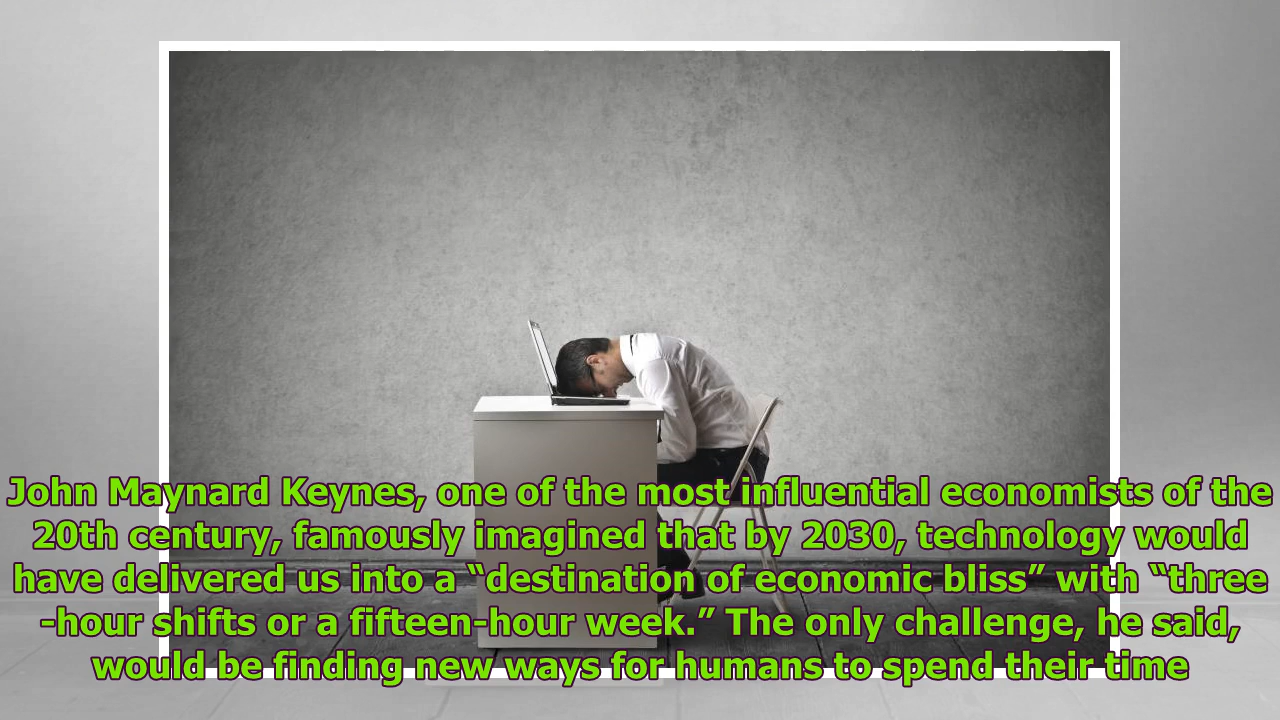 John Maynard Keynes, one of the most influential economists of the
20th century, famously imagined that by 2030, technology would
have delivered us into a “destination of economic bliss” with “three
-hour shifts or a fifteen-hour week.” The only challenge, he said,
would be finding new ways for humans to spend their time